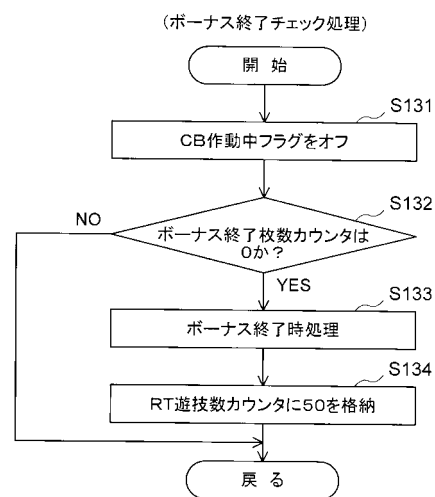 (ボーナス終了チェック処理)
開 始
S131
CB作動中フラグをオフ
S132
NO
ボーナス終了枚数カウンタは
0か?
YES
S133
ボーナス終了時処理
S134
RT遊技数カウンタに50を格納
戻 る